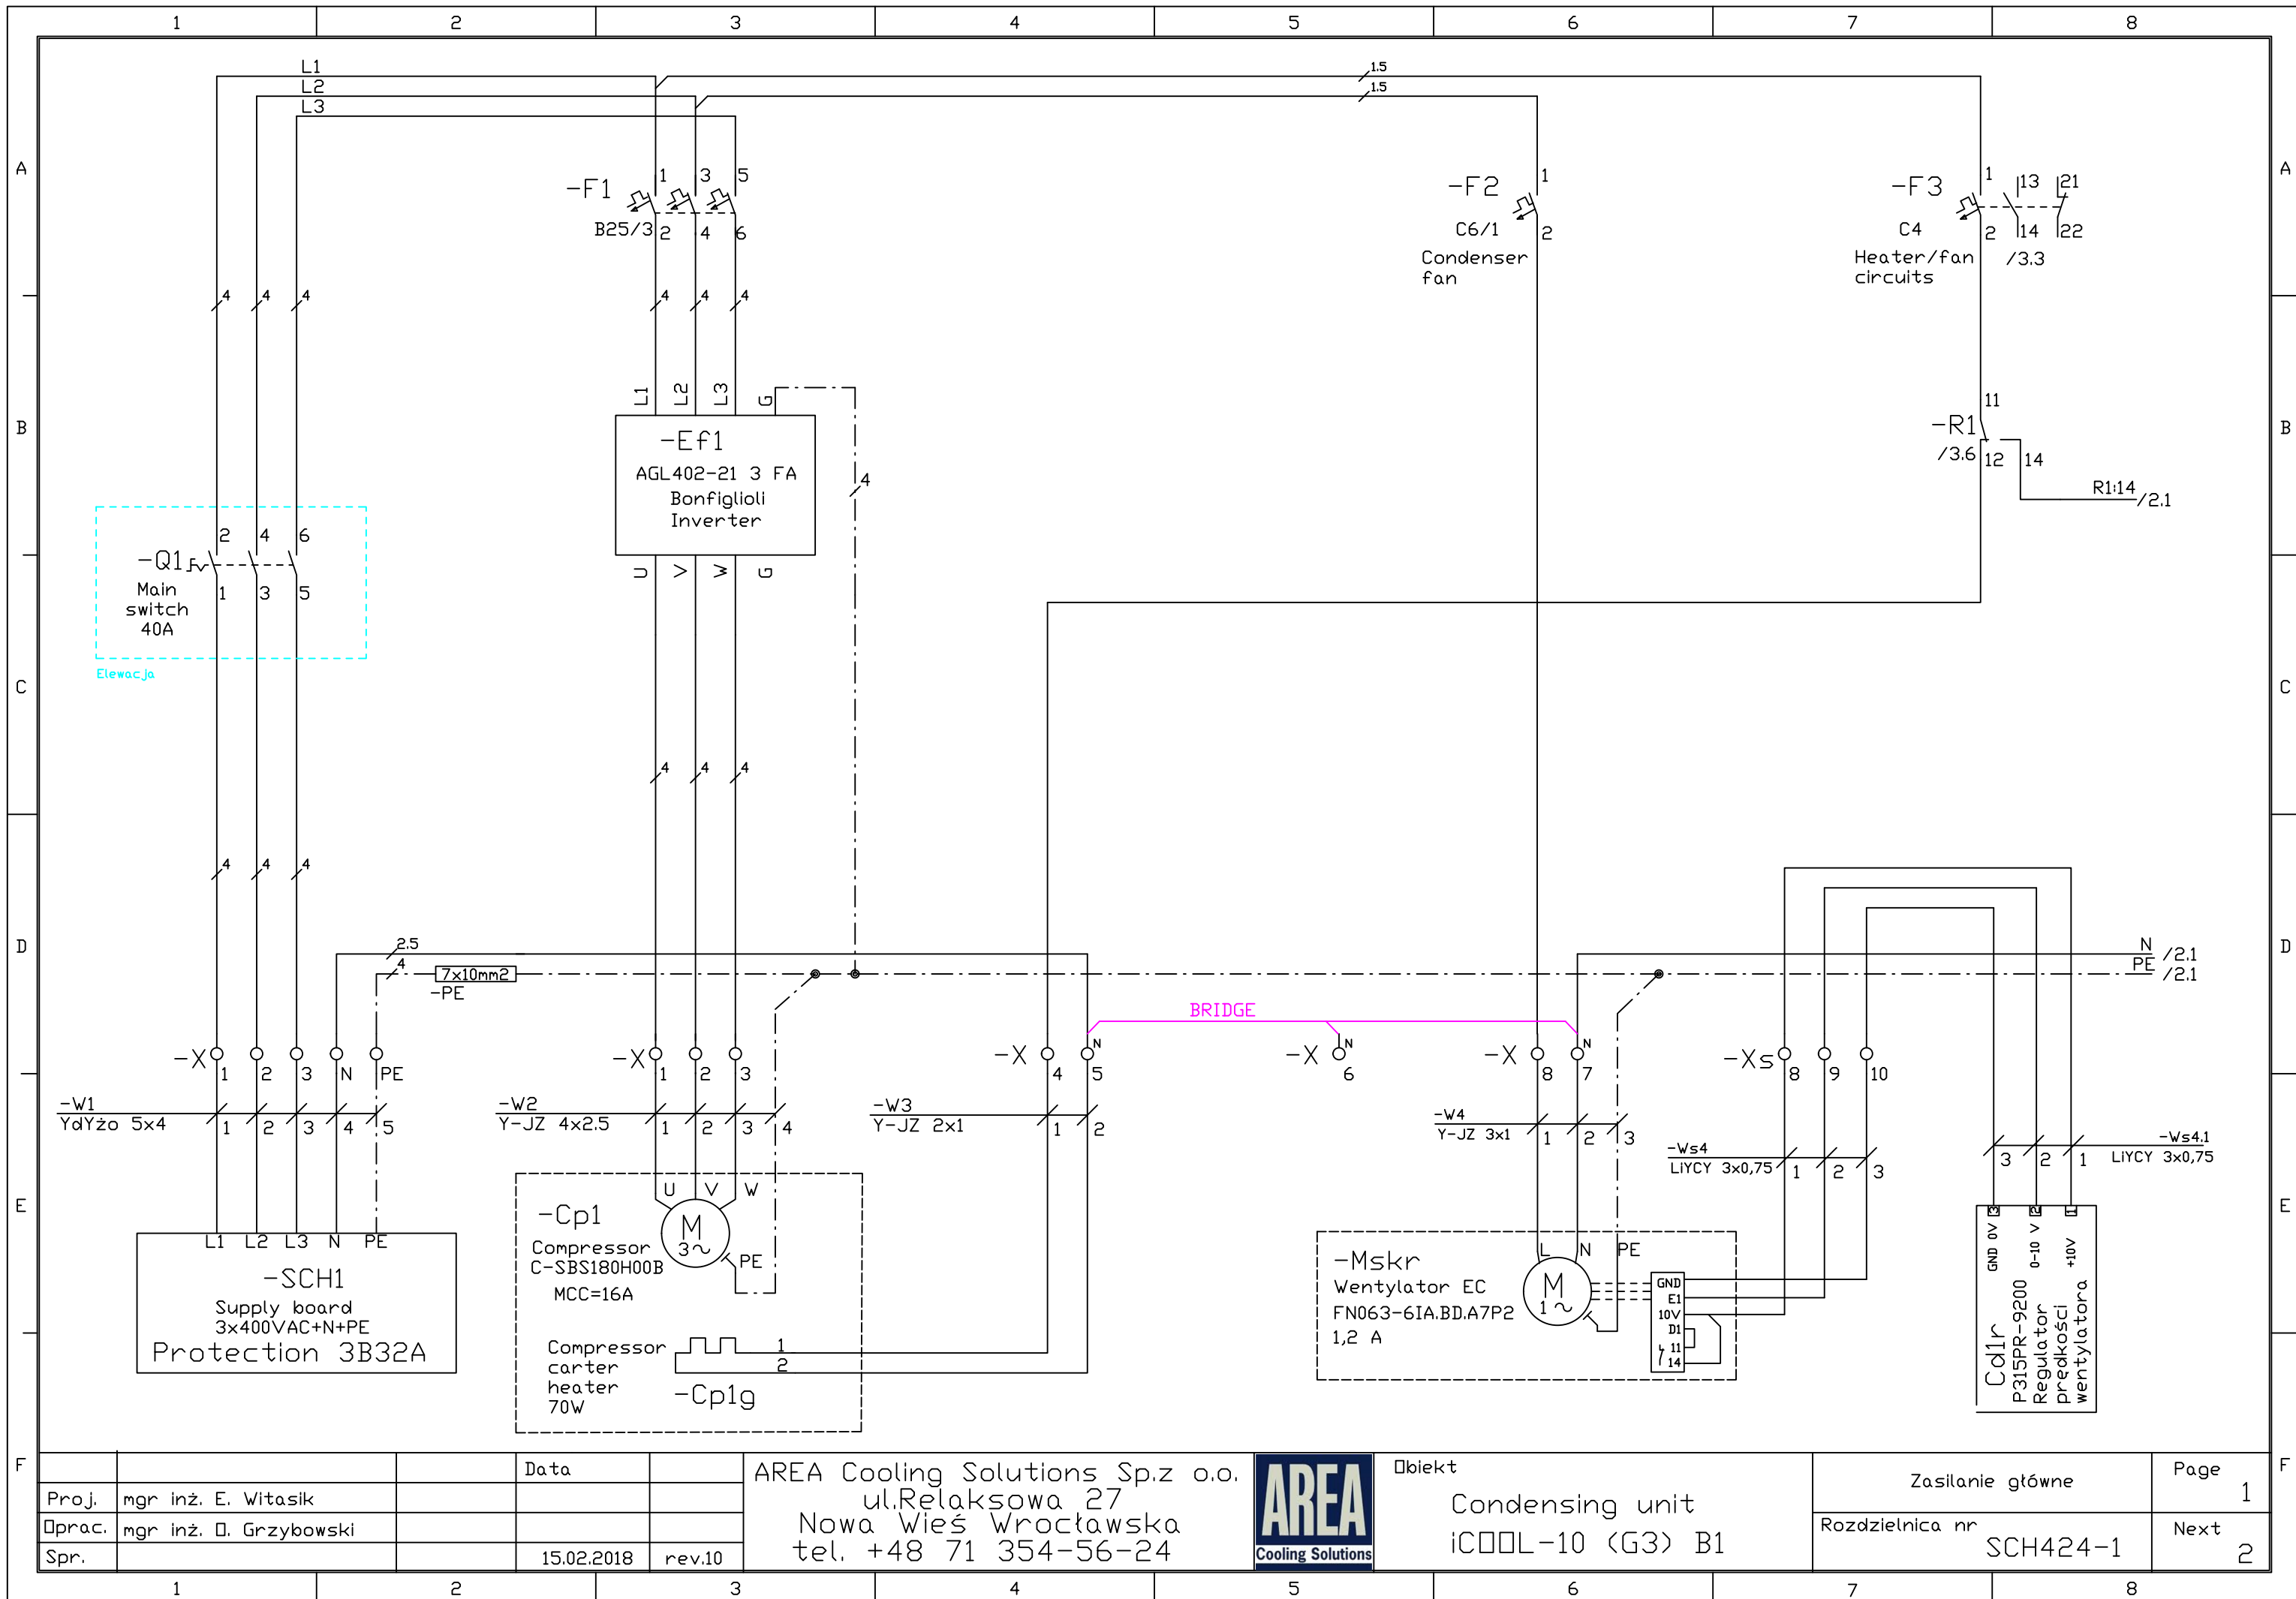 1 2 3 4 5 6 7 8
L1
L2
L3
1.5
1.5
A
A
-F1
1 3 5
B25/3
2 4 6
-F2
1
C6/1
2
Condenser
fan
-F3
1 13 21
C4
2 14 22
Heater/fan
circuits
/3.3
4 4 4
4 4 4
B
B
L1 L2 L3 G
-Ef1
AGL402-21 3 FA
Bonfiglioli
Inverter
4
U V W G
11
-R1
/3.6
12 14
R1:14
/2.1
2 4 6
-Q1
Main
switch
40A
1 3 5
Elewacja
C
C
4 4 4
4 4 4
D
D
2.5
4
7x10mm2
-PE
N /2.1
PE /2.1
BRIDGE
-X
1 2 3 N PE
-X
1 2 3
-X
N
4 5
-X
N
6
-X
N
8 7
-Xs
8 9 10
-W1
YdYżo 5x4
1 2 3 4 5
-W2
Y-JZ 4x2.5
1 2 3 4
-W3
Y-JZ 2x1
1 2
-W4
Y-JZ 3x1
1 2 3
-Ws4
LiYCY 3x0,75
1 2 3
-Ws4.1
LiYCY 3x0,75
3 2 1
E
E
L1 L2 L3 N PE
-SCH1
Supply board
3x400VAC+N+PE
Protection 3B32A
U V W
-Cp1
M
3~
PE
Compressor
C-SBS180H00B
MCC=16A
Compressor
carter
heater
70W
1
2
-Cp1g
L N PE
-Mskr
Wentylator EC
FN063-6IA.BD.A7P2
1,2 A
M
1~
GND
E1
10V
D1
11
14
3 2 1
GND 0V
0-10 V
+10V
Cd1r
P315PR-9200
Regulator
prędkości
wentylatora
F
F
Data
Proj. mgr inż. E. Witasik
Oprac. mgr inż. O. Grzybowski
Spr. 15.02.2018 rev.10
AREA Cooling Solutions Sp.z o.o.
ul.Relaksowa 27
Nowa Wieś Wrocławska
tel. +48 71 354-56-24
AREA
Cooling Solutions
Obiekt
Condensing unit
iCOOL-10 (G3) B1
Zasilanie główne
Rozdzielnica nr
SCH424-1
Page
1
Next
2
1 2 3 4 5 6 7 8